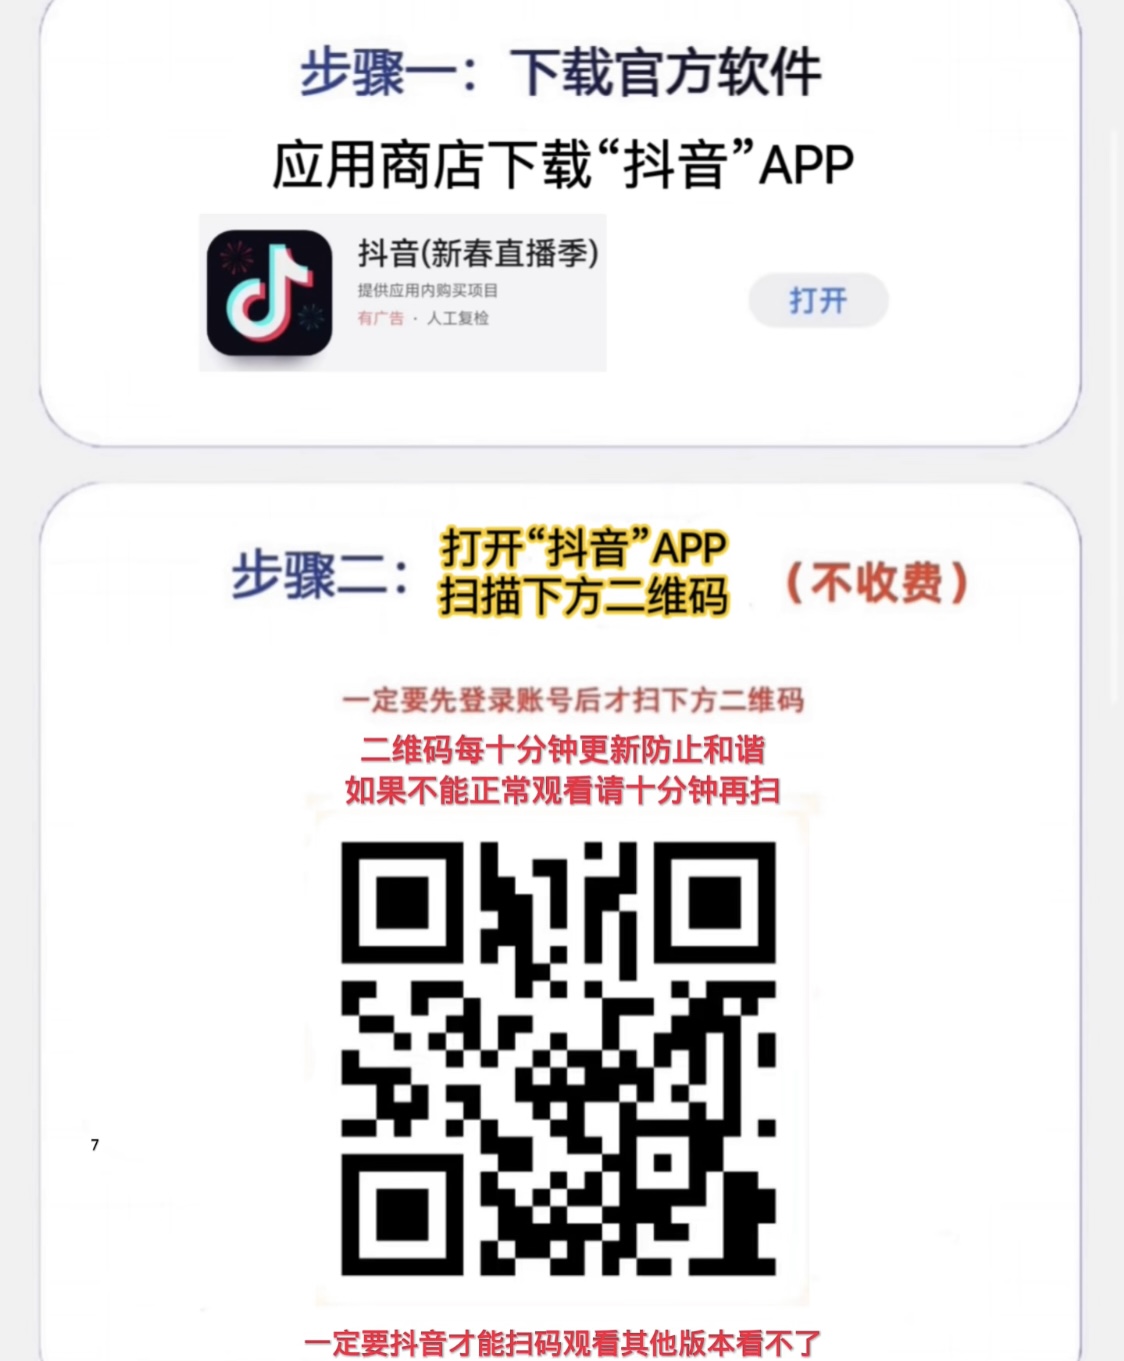 步骤一：下载官方软件
应用商店下载“抖音”APP
抖音(新春直播季)
提供应用内购买项目
有广告 · 人工复检
打开
步骤二：
打开“抖音”APP
扫描下方二维码
（不收费）
一定要先登录账号后才扫下方二维码
二维码每十分钟更新防止和谐
如果不能正常观看请十分钟再扫
7
一定要抖音才能扫码观看其他版本看不了